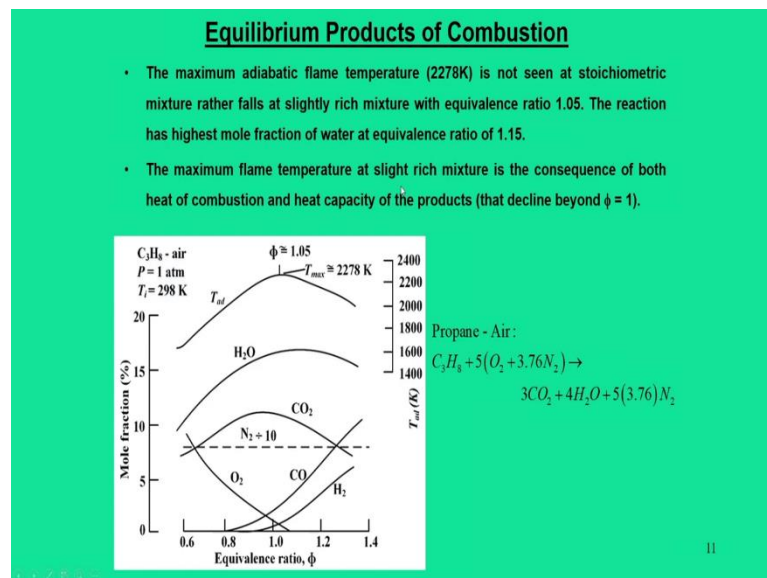 Equilibrium Products of Combustion
• The maximum adiabatic flame temperature (2278K) is not seen at stoichiometric
mixture rather falls at slightly rich mixture with equivalence ratio 1.05. The reaction
has highest mole fraction of water at equivalence ratio of 1.15.
• The maximum flame temperature at slight rich mixture is the consequence of both
heat of combustion and heat capacity of the products (that decline beyond ϕ = 1).
C₃H₈ - air
P = 1 atm
Tᵢ = 298 K
ϕ ≅ 1.05
Tₘₐₓ ≅ 2278 K
T_ad
H₂O
CO₂
N₂ ÷ 10
O₂
CO
H₂
20
15
10
5
0
Mole fraction (%)
0.6 0.8 1.0 1.2 1.4
Equivalence ratio, ϕ
2400
2200
2000
1800
1600
1400
T_ad (K)
Propane - Air :
C₃H₈ + 5(O₂ + 3.76N₂) →
3CO₂ + 4H₂O + 5(3.76)N₂
11